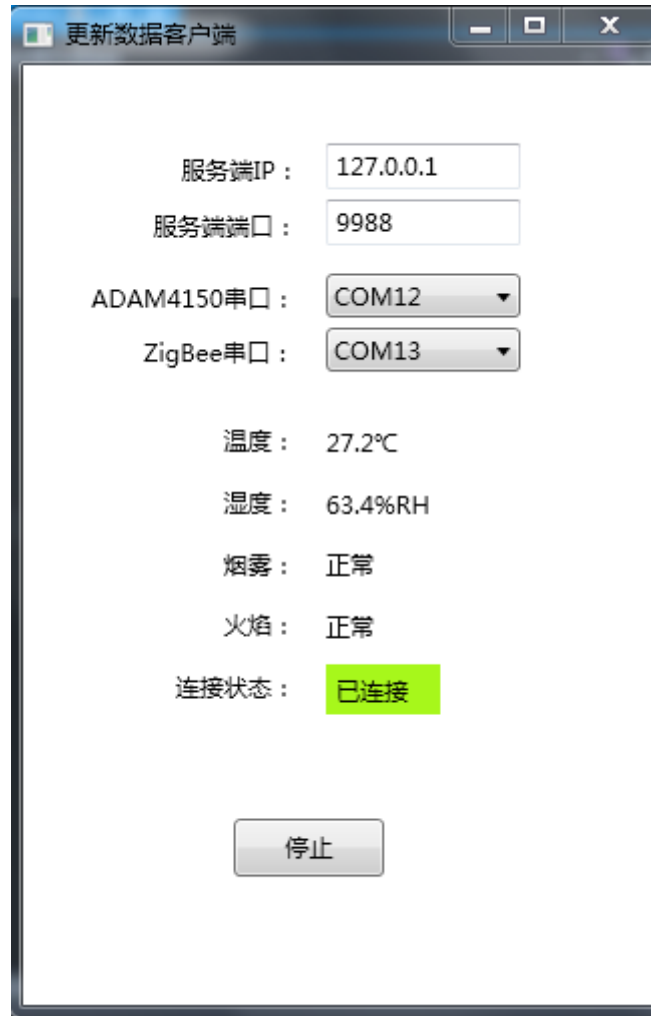 更新数据客户端
服务端IP： 127.0.0.1
服务端端口： 9988
ADAM4150串口： COM12
ZigBee串口： COM13
温度： 27.2℃
湿度： 63.4%RH
烟雾： 正常
火焰： 正常
连接状态： 已连接
停止